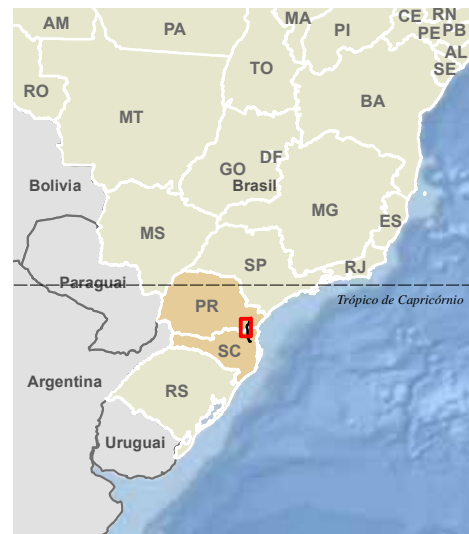 MA
CE
RN
AM
PA
PI
PE
PB
AL
TO
SE
RO
BA
MT
DF
GO
Brasil
Bolivia
MG
ES
MS
SP
RJ
Paraguai
Trópico de Capricórnio
PR
SC
Argentina
RS
Uruguai